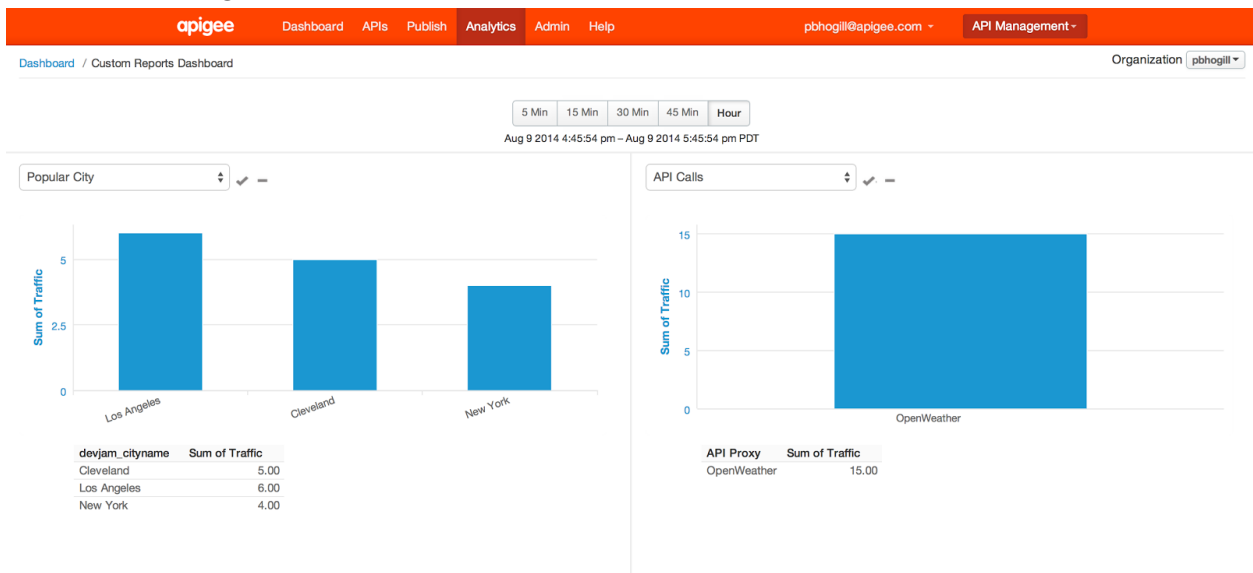 apigee Dashboard APIs Publish Analytics Admin Help pbhogill@apigee.com API Management
Dashboard / Custom Reports Dashboard Organization pbhogill
5 Min 15 Min 30 Min 45 Min Hour
Aug 9 2014 4:45:54 pm – Aug 9 2014 5:45:54 pm PDT
Popular City
Sum of Traffic
5
2.5
0
Los Angeles Cleveland New York
devjam_cityname Sum of Traffic
Cleveland 5.00
Los Angeles 6.00
New York 4.00
API Calls
Sum of Traffic
15
10
5
0
OpenWeather
API Proxy Sum of Traffic
OpenWeather 15.00